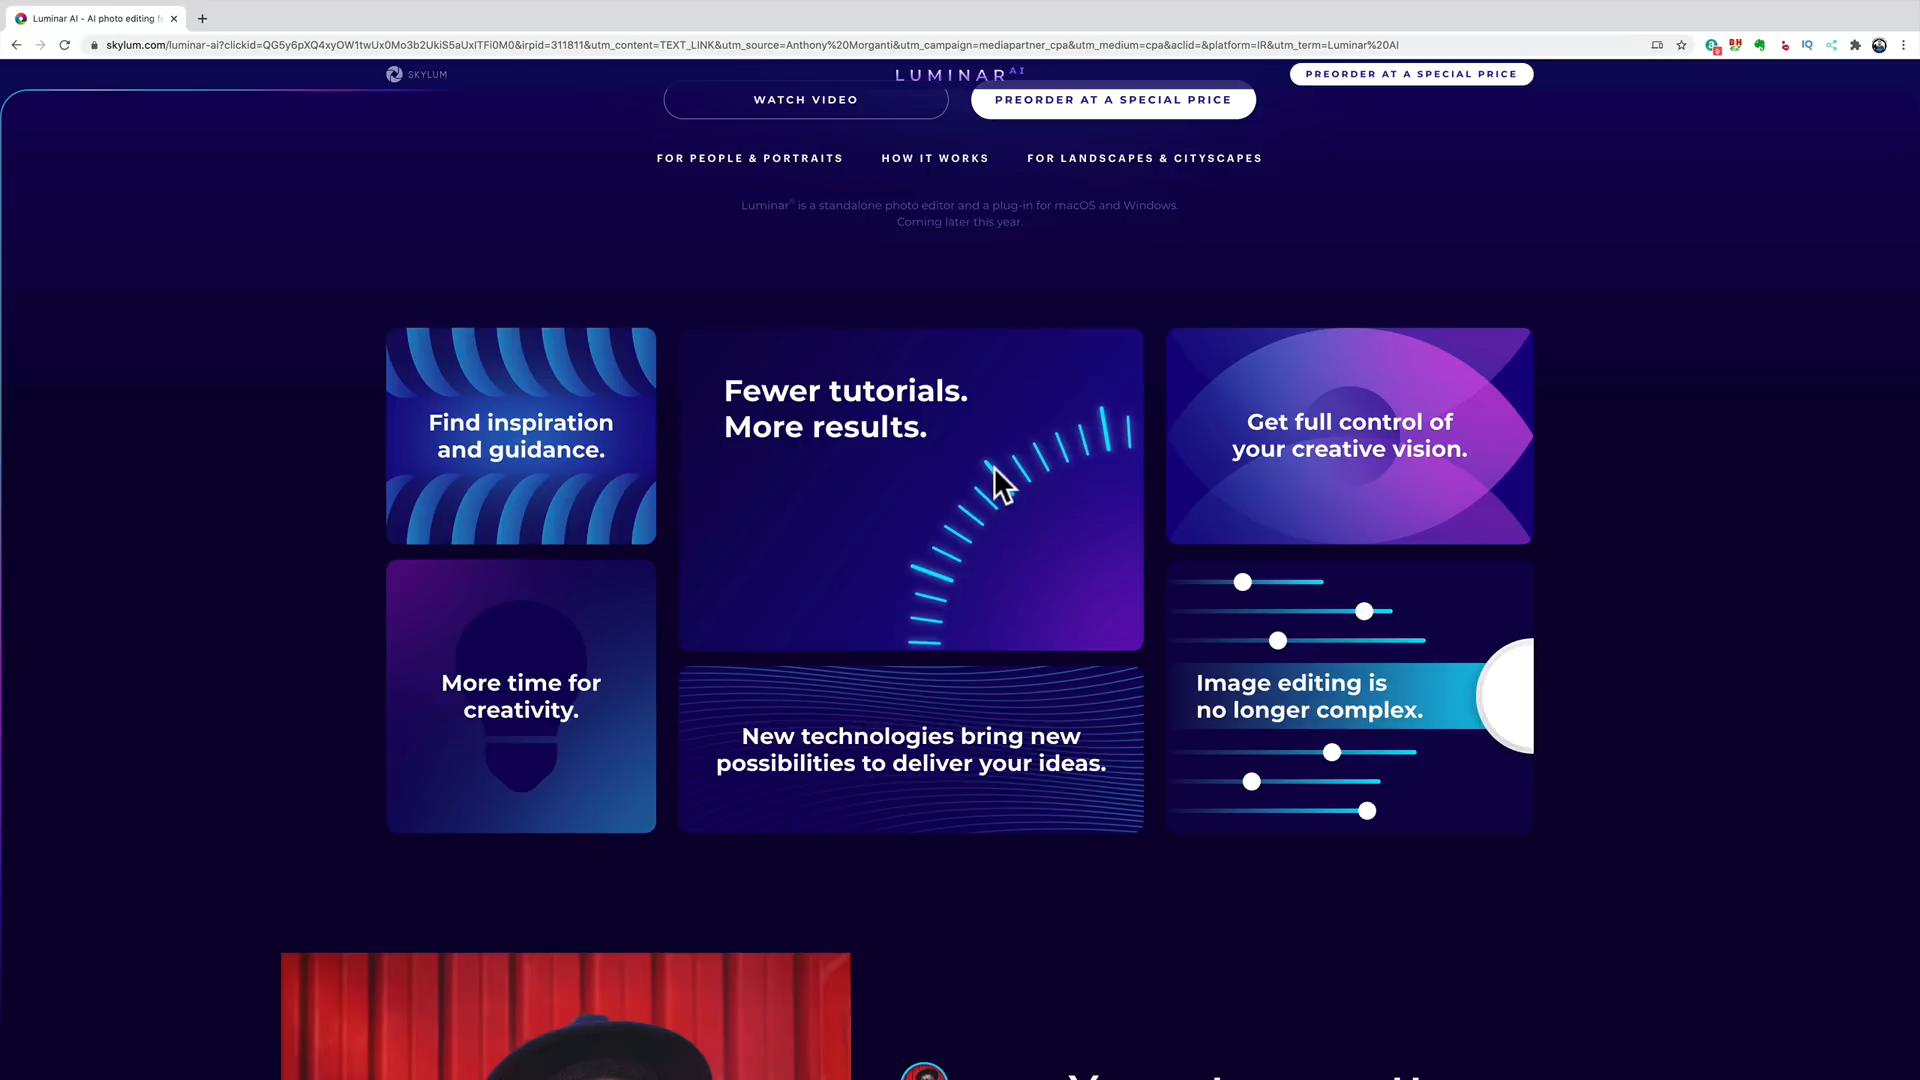 Luminar AI - AI photo editing f
skylum.com/luminar-ai?clickid=QG5y6pXQ4xyOW1twUx0Mo3b2UkiS5aUxlTFi0M0&irpid=311811&utm_content=TEXT_LINK&utm_source=Anthony%20Morganti&utm_campaign=mediapartner_cpa&utm_medium=cpa&aclid=&platform=IR&utm_term=Luminar%20AI
SKYLUM
LUMINAR AI
PREORDER AT A SPECIAL PRICE
WATCH VIDEO
PREORDER AT A SPECIAL PRICE
FOR PEOPLE & PORTRAITS
HOW IT WORKS
FOR LANDSCAPES & CITYSCAPES
Luminar is a standalone photo editor and a plug-in for macOS and Windows.
Coming later this year.
Find inspiration
and guidance.
Fewer tutorials.
More results.
Get full control of
your creative vision.
More time for
creativity.
New technologies bring new
possibilities to deliver your ideas.
Image editing is
no longer complex.